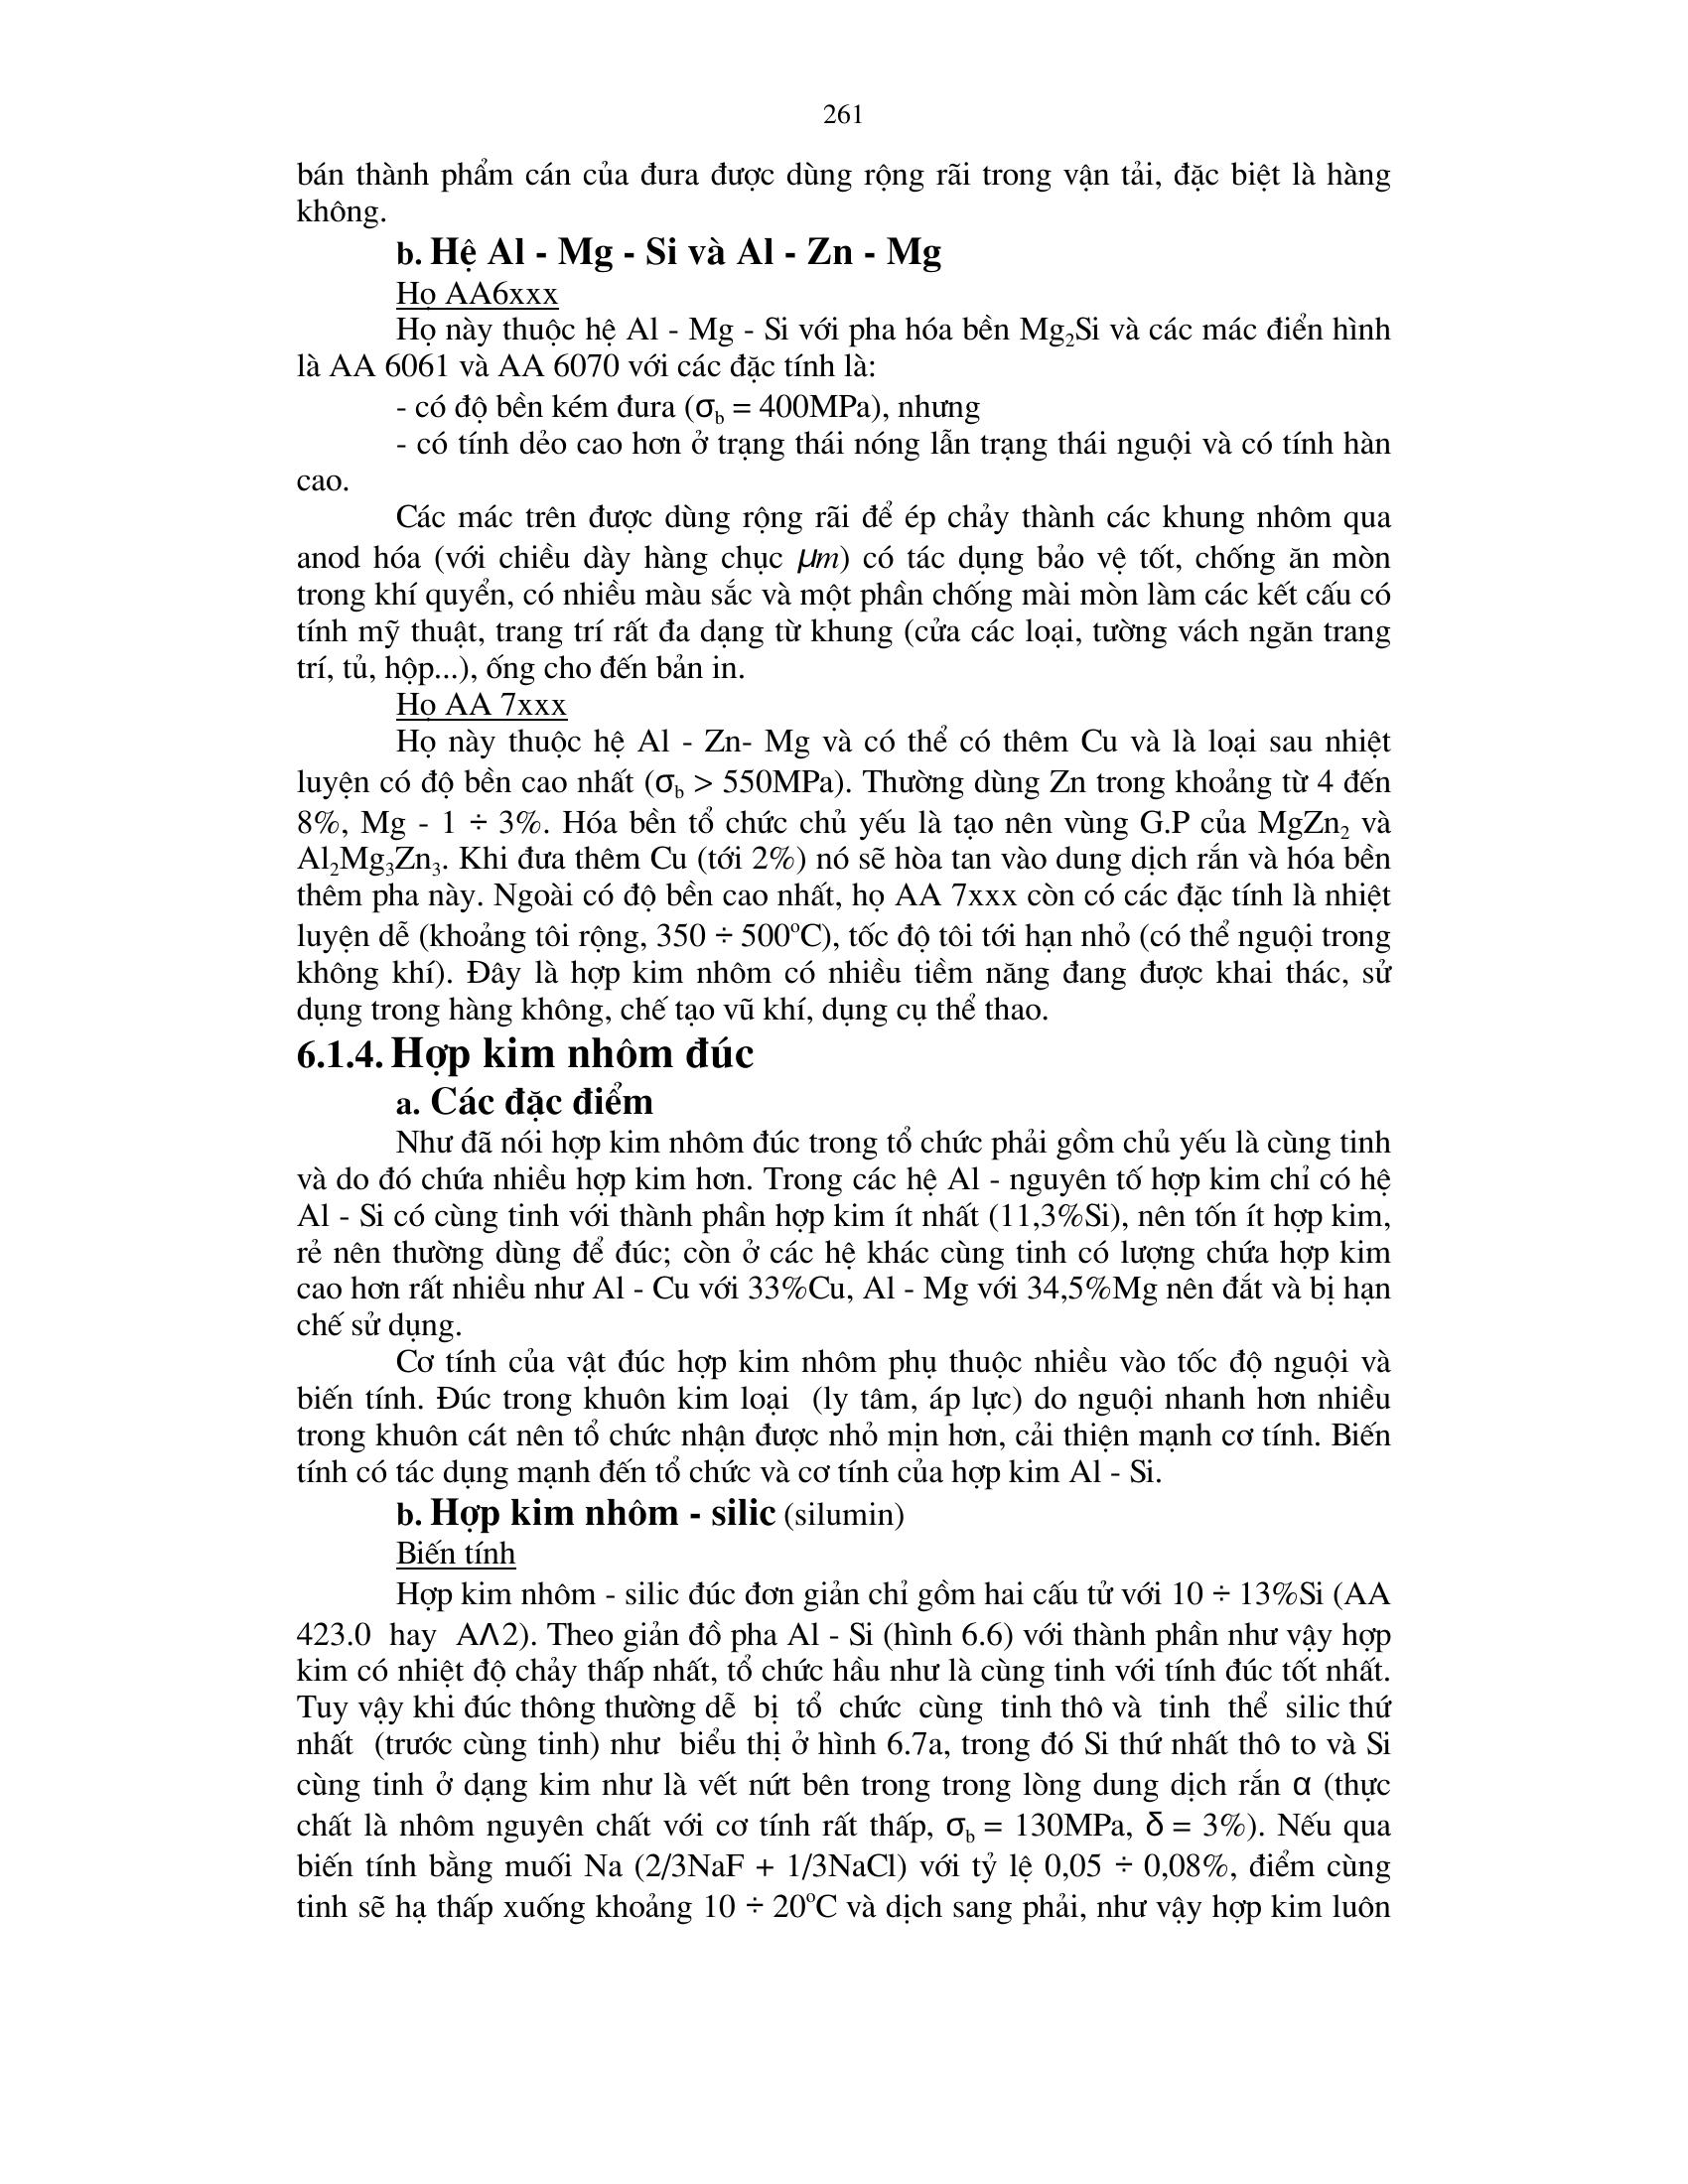 261
bán thành phẩm cán của đura được dùng rộng rãi trong vận tải, đặc biệt là hàng
không.
b. Hệ Al - Mg - Si và Al - Zn - Mg
Họ AA6xxx
Họ này thuộc hệ Al - Mg - Si với pha hóa bền Mg₂Si và các mác điển hình
là AA 6061 và AA 6070 với các đặc tính là:
- có độ bền kém đura (σb = 400MPa), nhưng
- có tính dẻo cao hơn ở trạng thái nóng lẫn trạng thái nguội và có tính hàn
cao.
Các mác trên được dùng rộng rãi để ép chảy thành các khung nhôm qua
anod hóa (với chiều dày hàng chục μm) có tác dụng bảo vệ tốt, chống ăn mòn
trong khí quyển, có nhiều màu sắc và một phần chống mài mòn làm các kết cấu có
tính mỹ thuật, trang trí rất đa dạng từ khung (cửa các loại, tường vách ngăn trang
trí, tủ, hộp...), ống cho đến bản in.
Họ AA 7xxx
Họ này thuộc hệ Al - Zn- Mg và có thể có thêm Cu và là loại sau nhiệt
luyện có độ bền cao nhất (σb > 550MPa). Thường dùng Zn trong khoảng từ 4 đến
8%, Mg - 1 ÷ 3%. Hóa bền tổ chức chủ yếu là tạo nên vùng G.P của MgZn₂ và
Al₂Mg₃Zn₃. Khi đưa thêm Cu (tới 2%) nó sẽ hòa tan vào dung dịch rắn và hóa bền
thêm pha này. Ngoài có độ bền cao nhất, họ AA 7xxx còn có các đặc tính là nhiệt
luyện dễ (khoảng tôi rộng, 350 ÷ 500ºC), tốc độ tôi tới hạn nhỏ (có thể nguội trong
không khí). Đây là hợp kim nhôm có nhiều tiềm năng đang được khai thác, sử
dụng trong hàng không, chế tạo vũ khí, dụng cụ thể thao.
6.1.4. Hợp kim nhôm đúc
a. Các đặc điểm
Như đã nói hợp kim nhôm đúc trong tổ chức phải gồm chủ yếu là cùng tinh
và do đó chứa nhiều hợp kim hơn. Trong các hệ Al - nguyên tố hợp kim chỉ có hệ
Al - Si có cùng tinh với thành phần hợp kim ít nhất (11,3%Si), nên tốn ít hợp kim,
rẻ nên thường dùng để đúc; còn ở các hệ khác cùng tinh có lượng chứa hợp kim
cao hơn rất nhiều như Al - Cu với 33%Cu, Al - Mg với 34,5%Mg nên đắt và bị hạn
chế sử dụng.
Cơ tính của vật đúc hợp kim nhôm phụ thuộc nhiều vào tốc độ nguội và
biến tính. Đúc trong khuôn kim loại (ly tâm, áp lực) do nguội nhanh hơn nhiều
trong khuôn cát nên tổ chức nhận được nhỏ mịn hơn, cải thiện mạnh cơ tính. Biến
tính có tác dụng mạnh đến tổ chức và cơ tính của hợp kim Al - Si.
b. Hợp kim nhôm - silic (silumin)
Biến tính
Hợp kim nhôm - silic đúc đơn giản chỉ gồm hai cấu tử với 10 ÷ 13%Si (AA
423.0 hay AΛ2). Theo giản đồ pha Al - Si (hình 6.6) với thành phần như vậy hợp
kim có nhiệt độ chảy thấp nhất, tổ chức hầu như là cùng tinh với tính đúc tốt nhất.
Tuy vậy khi đúc thông thường dễ bị tổ chức cùng tinh thô và tinh thể silic thứ
nhất (trước cùng tinh) như biểu thị ở hình 6.7a, trong đó Si thứ nhất thô to và Si
cùng tinh ở dạng kim như là vết nứt bên trong trong lòng dung dịch rắn α (thực
chất là nhôm nguyên chất với cơ tính rất thấp, σb = 130MPa, δ = 3%). Nếu qua
biến tính bằng muối Na (2/3NaF + 1/3NaCl) với tỷ lệ 0,05 ÷ 0,08%, điểm cùng
tinh sẽ hạ thấp xuống khoảng 10 ÷ 20ºC và dịch sang phải, như vậy hợp kim luôn